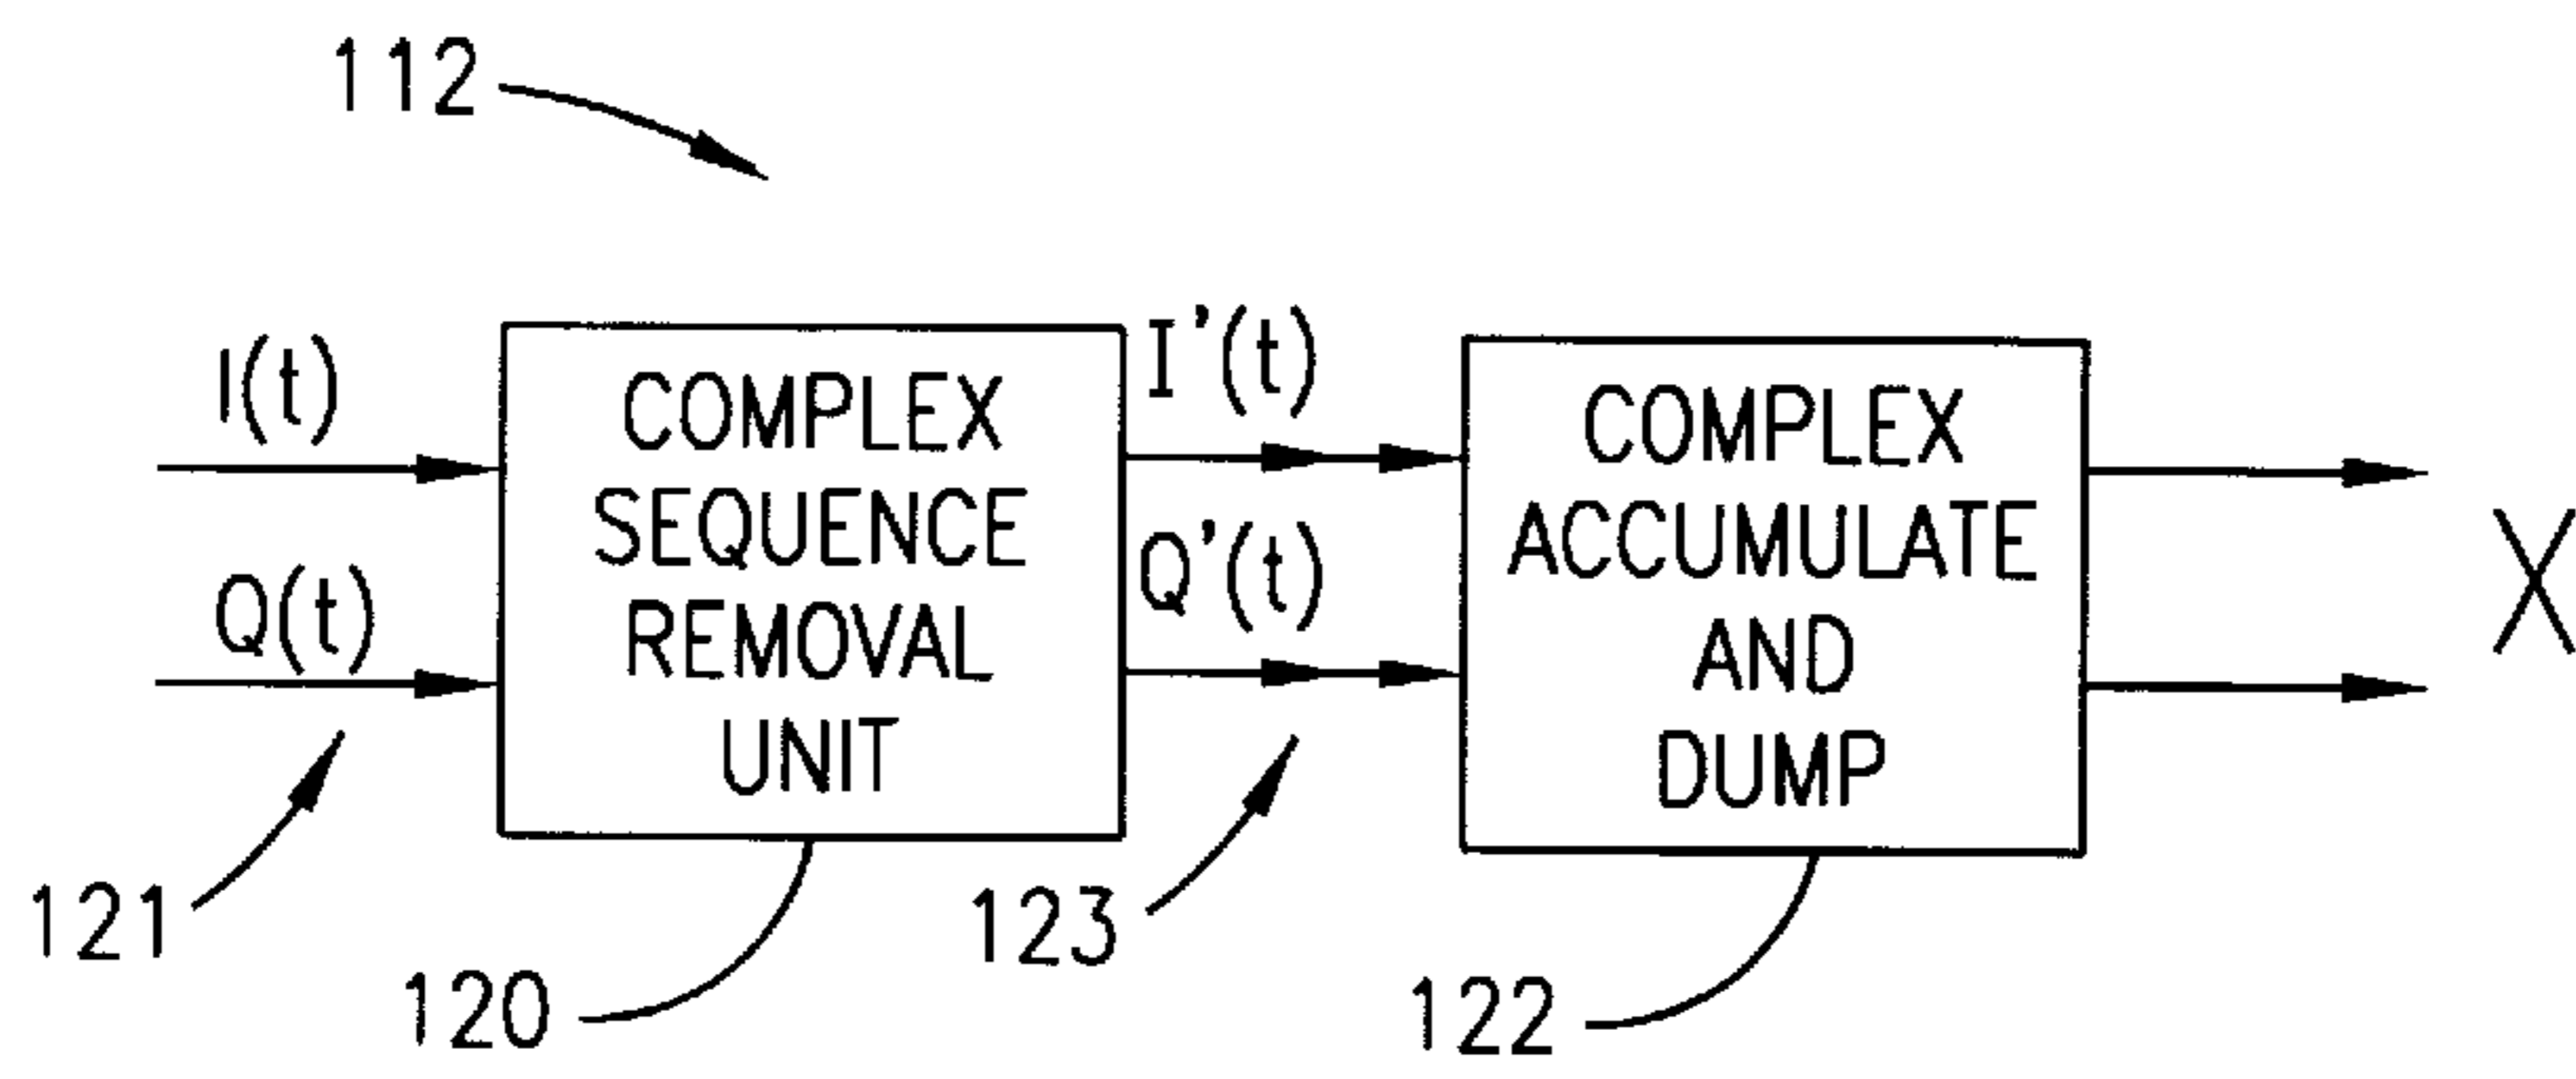 112
I(t)
Q(t)
COMPLEX
SEQUENCE
REMOVAL
UNIT
I'(t)
Q'(t)
COMPLEX
ACCUMULATE
AND
DUMP
X
121
120
123
122